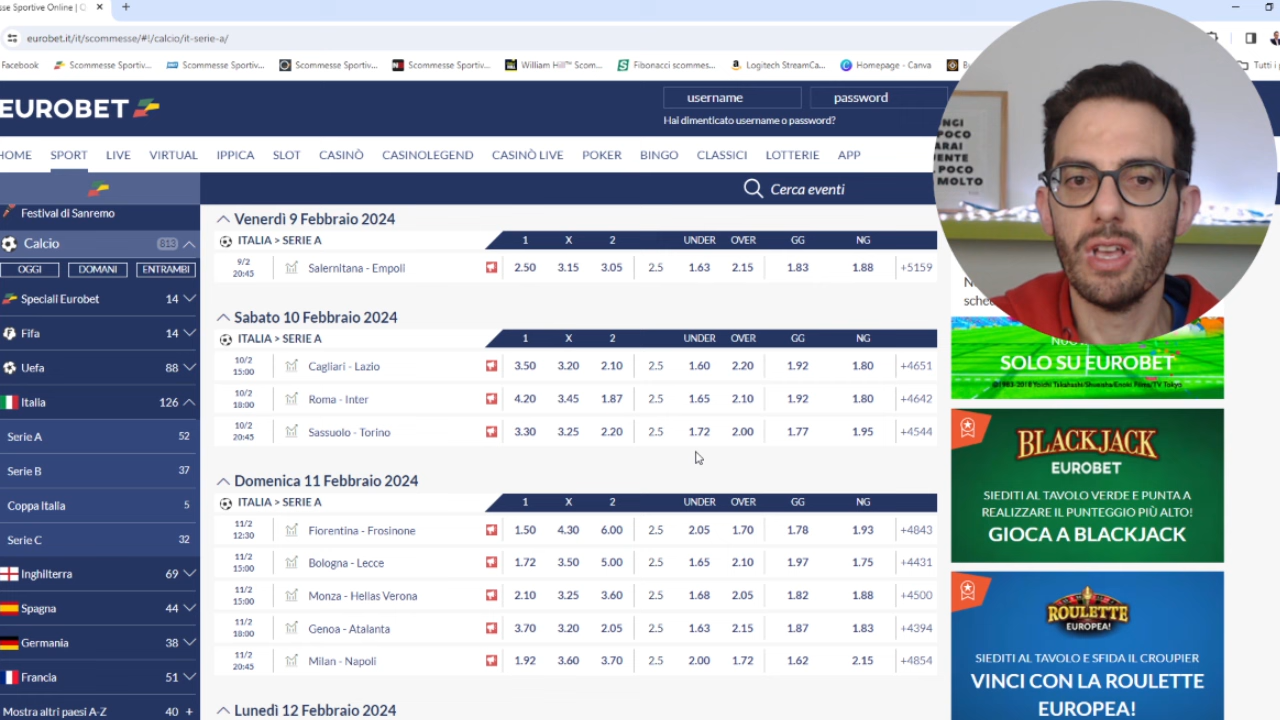 sse Sportive Online | O
eurobet.it/it/scommesse/#!/calcio/it-serie-a/
Facebook Scommesse Sportiv... Scommesse Sportiv... Scommesse Sportiv... Scommesse Sportiv... William Hill™ Scom... Fibonacci scommes... Logitech StreamCa... Homepage - Canva Tutti i
EUROBET
username password
Hai dimenticato username o password?
HOME SPORT LIVE VIRTUAL IPPICA SLOT CASINÒ CASINOLEGEND CASINÒ LIVE POKER BINGO CLASSICI LOTTERIE APP
Cerca eventi
Festival di Sanremo
Calcio 813
OGGI DOMANI ENTRAMBI
Speciali Eurobet 14
Fifa 14
Uefa 88
Italia 126
Serie A 52
Serie B 37
Coppa Italia 5
Serie C 32
Inghilterra 69
Spagna 44
Germania 38
Francia 51
Mostra altri paesi A-Z 40 +
Venerdì 9 Febbraio 2024
ITALIA > SERIE A 1 X 2 UNDER OVER GG NG
9/2
20:45 Salernitana - Empoli 2.50 3.15 3.05 2.5 1.63 2.15 1.83 1.88 +5159
Sabato 10 Febbraio 2024
ITALIA > SERIE A 1 X 2 UNDER OVER GG NG
10/2
15:00 Cagliari - Lazio 3.50 3.20 2.10 2.5 1.60 2.20 1.92 1.80 +4651
10/2
18:00 Roma - Inter 4.20 3.45 1.87 2.5 1.65 2.10 1.92 1.80 +4642
10/2
20:45 Sassuolo - Torino 3.30 3.25 2.20 2.5 1.72 2.00 1.77 1.95 +4544
Domenica 11 Febbraio 2024
ITALIA > SERIE A 1 X 2 UNDER OVER GG NG
11/2
12:30 Fiorentina - Frosinone 1.50 4.30 6.00 2.5 2.05 1.70 1.78 1.93 +4843
11/2
15:00 Bologna - Lecce 1.72 3.50 5.00 2.5 1.65 2.10 1.97 1.75 +4431
11/2
15:00 Monza - Hellas Verona 2.10 3.25 3.60 2.5 1.68 2.05 1.82 1.88 +4500
11/2
18:00 Genoa - Atalanta 3.70 3.20 2.05 2.5 1.63 2.15 1.87 1.83 +4394
11/2
20:45 Milan - Napoli 1.92 3.60 3.70 2.5 2.00 1.72 1.62 2.15 +4854
Lunedì 12 Febbraio 2024
NGI
POCO
ARAI
ENTE
POCO
MOLTO
SOLO SU EUROBET
BLACKJACK
EUROBET
SIEDITI AL TAVOLO VERDE E PUNTA A
REALIZZARE IL PUNTEGGIO PIÙ ALTO!
GIOCA A BLACKJACK
ROULETTE
EUROPEA!
SIEDITI AL TAVOLO E SFIDA IL CROUPIER
VINCI CON LA ROULETTE
EUROPEA!